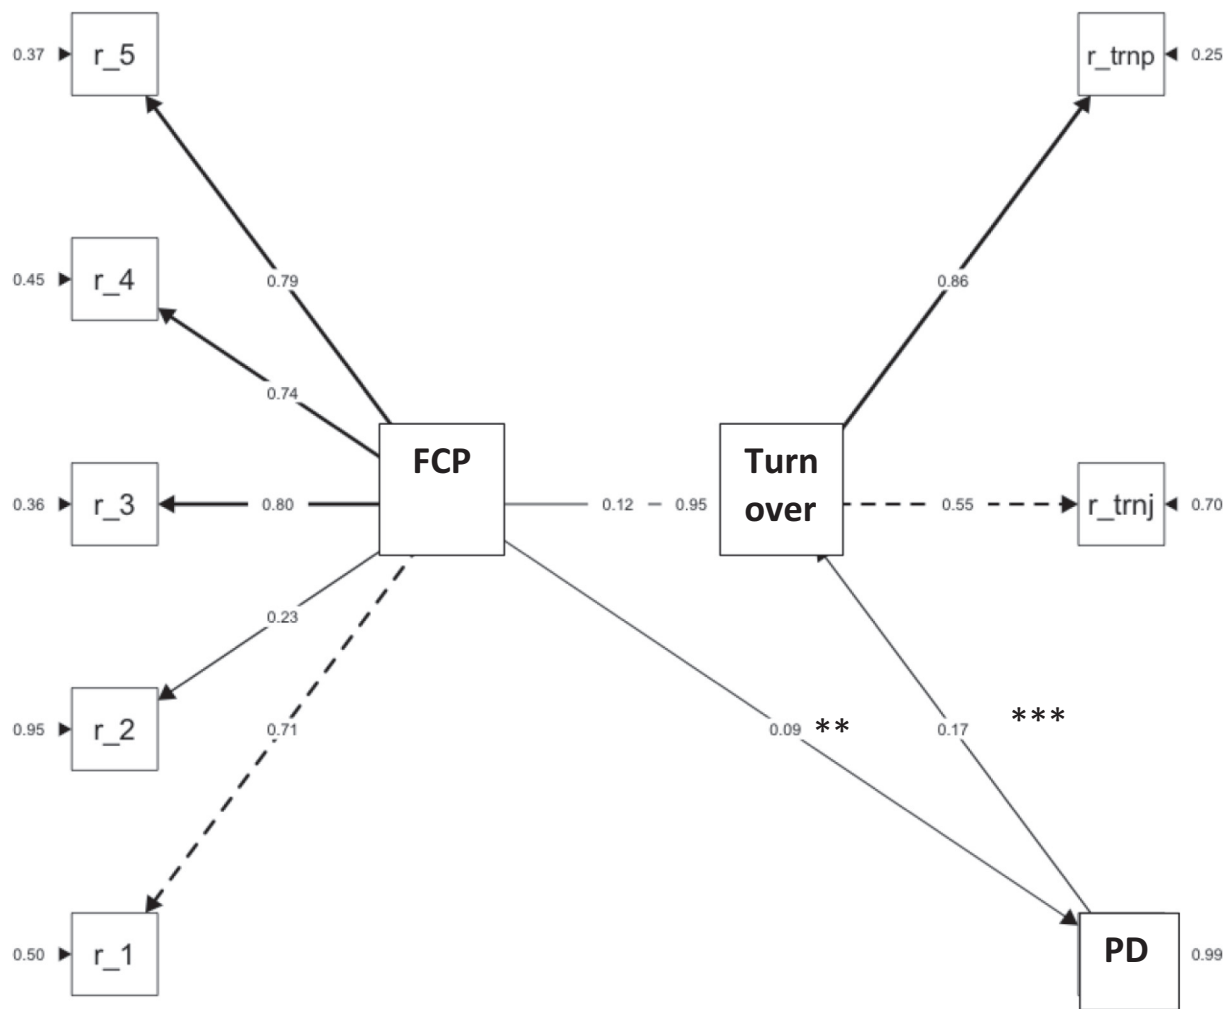 0.37 r_5
r_trnp 0.25
0.45 r_4
0.79
0.86
0.74
FCP
Turn
over
0.36 r_3
0.80
0.12
0.95
0.55
r_trnj 0.70
0.23
0.95 r_2
0.71
0.09 **
0.17
***
0.50 r_1
PD
0.99